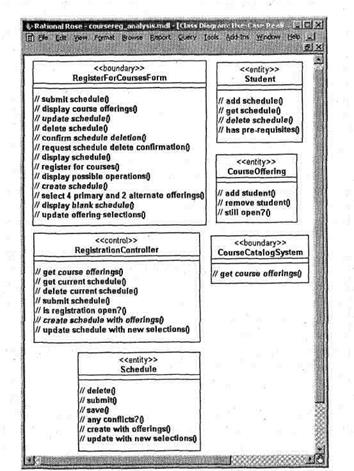 Rational Rose - coursereg_analysis.mdl - [Class Diagram: Use-Case Reali
File Edit View Format Browse Report Query Tools Add-Ins Window Help
<<boundary>>
RegisterForCoursesForm
// submit schedule()
// display course offerings()
// update schedule()
// delete schedule()
// confirm schedule deletion()
// request schedule delete confirmation()
// display schedule()
// register for courses()
// display possible operations()
// create schedule()
// select 4 primary and 2 alternate offerings()
// display blank schedule()
// update offering selections()
<<entity>>
Student
// add schedule()
// get schedule()
// delete schedule()
// has pre-requisites()
<<entity>>
CourseOffering
// add student()
// remove student()
// still open?()
<<control>>
RegistrationController
// get course offerings()
// get current schedule()
// delete current schedule()
// submit schedule()
// is registration open?()
// create schedule with offerings()
// update schedule with new selections()
<<boundary>>
CourseCatalogSystem
// get course offerings()
<<entity>>
Schedule
// delete()
// submit()
// save()
// any conflicts?()
// create with offerings()
// update with new selections()